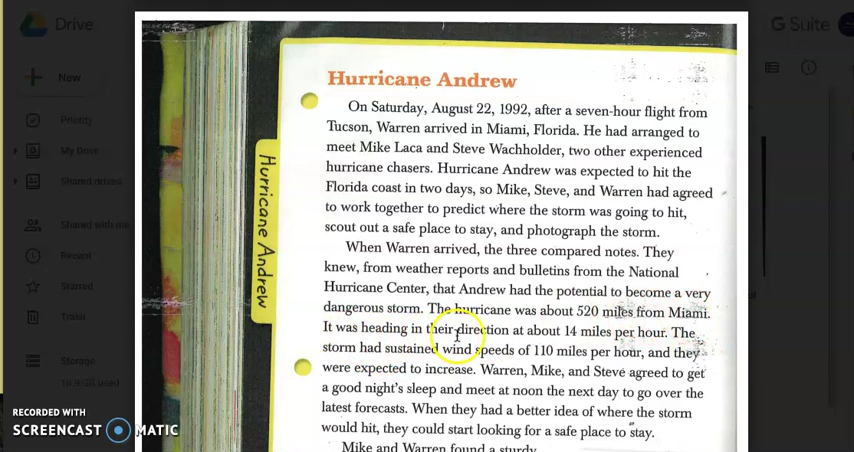 Drive
G Suite
New
Priority
My Drive
Shared drives
Shared with me
Recent
Starred
Trash
Storage
Hurricane Andrew
Hurricane Andrew
On Saturday, August 22, 1992, after a seven-hour flight from
Tucson, Warren arrived in Miami, Florida. He had arranged to
meet Mike Laca and Steve Wachholder, two other experienced
hurricane chasers. Hurricane Andrew was expected to hit the
Florida coast in two days, so Mike, Steve, and Warren had agreed
to work together to predict where the storm was going to hit,
scout out a safe place to stay, and photograph the storm.
When Warren arrived, the three compared notes. They
knew, from weather reports and bulletins from the National
Hurricane Center, that Andrew had the potential to become a very
dangerous storm. The hurricane was about 520 miles from Miami.
It was heading in their direction at about 14 miles per hour. The
storm had sustained wind speeds of 110 miles per hour, and they
were expected to increase. Warren, Mike, and Steve agreed to get
a good night's sleep and meet at noon the next day to go over the
latest forecasts. When they had a better idea of where the storm
would hit, they could start looking for a safe place to stay.
Mike and Warren found a sturdy
RECORDED WITH
SCREENCAST MATIC